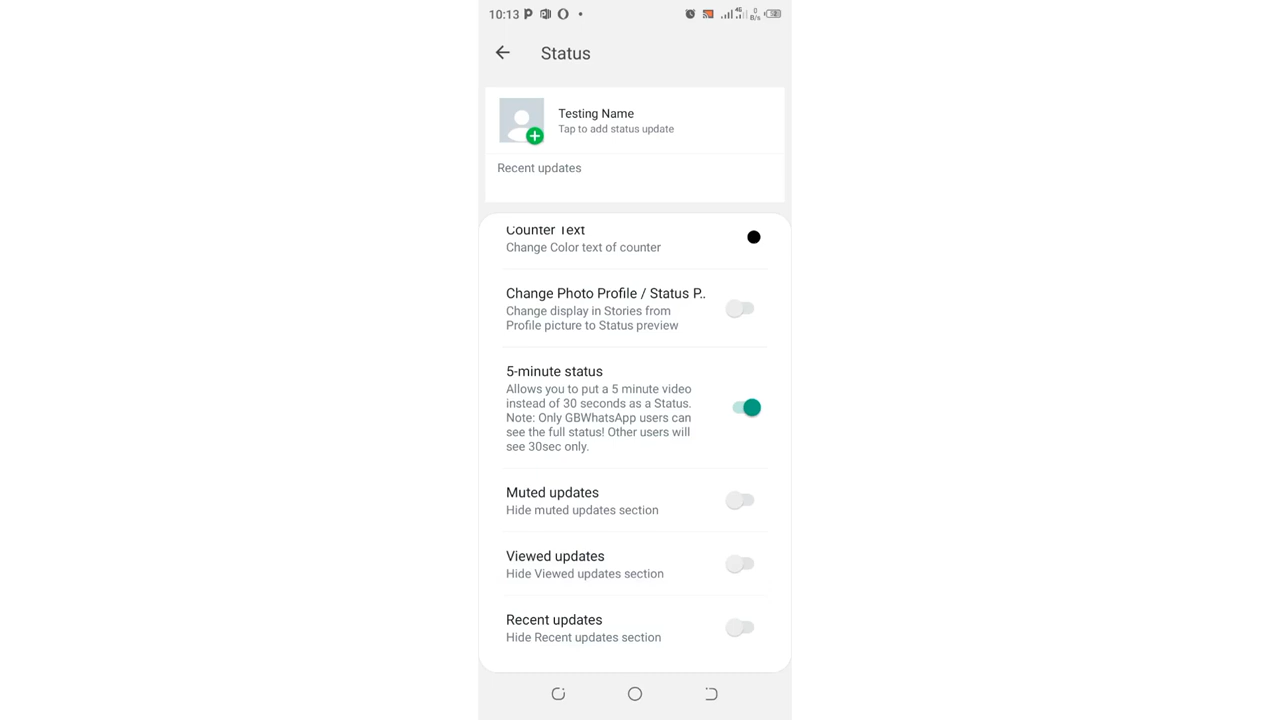 10:13
4G
0
B/s
52
Status
Testing Name
Tap to add status update
Recent updates
Counter Text
Change Color text of counter
Change Photo Profile / Status P..
Change display in Stories from
Profile picture to Status preview
5-minute status
Allows you to put a 5 minute video
instead of 30 seconds as a Status.
Note: Only GBWhatsApp users can
see the full status! Other users will
see 30sec only.
Muted updates
Hide muted updates section
Viewed updates
Hide Viewed updates section
Recent updates
Hide Recent updates section